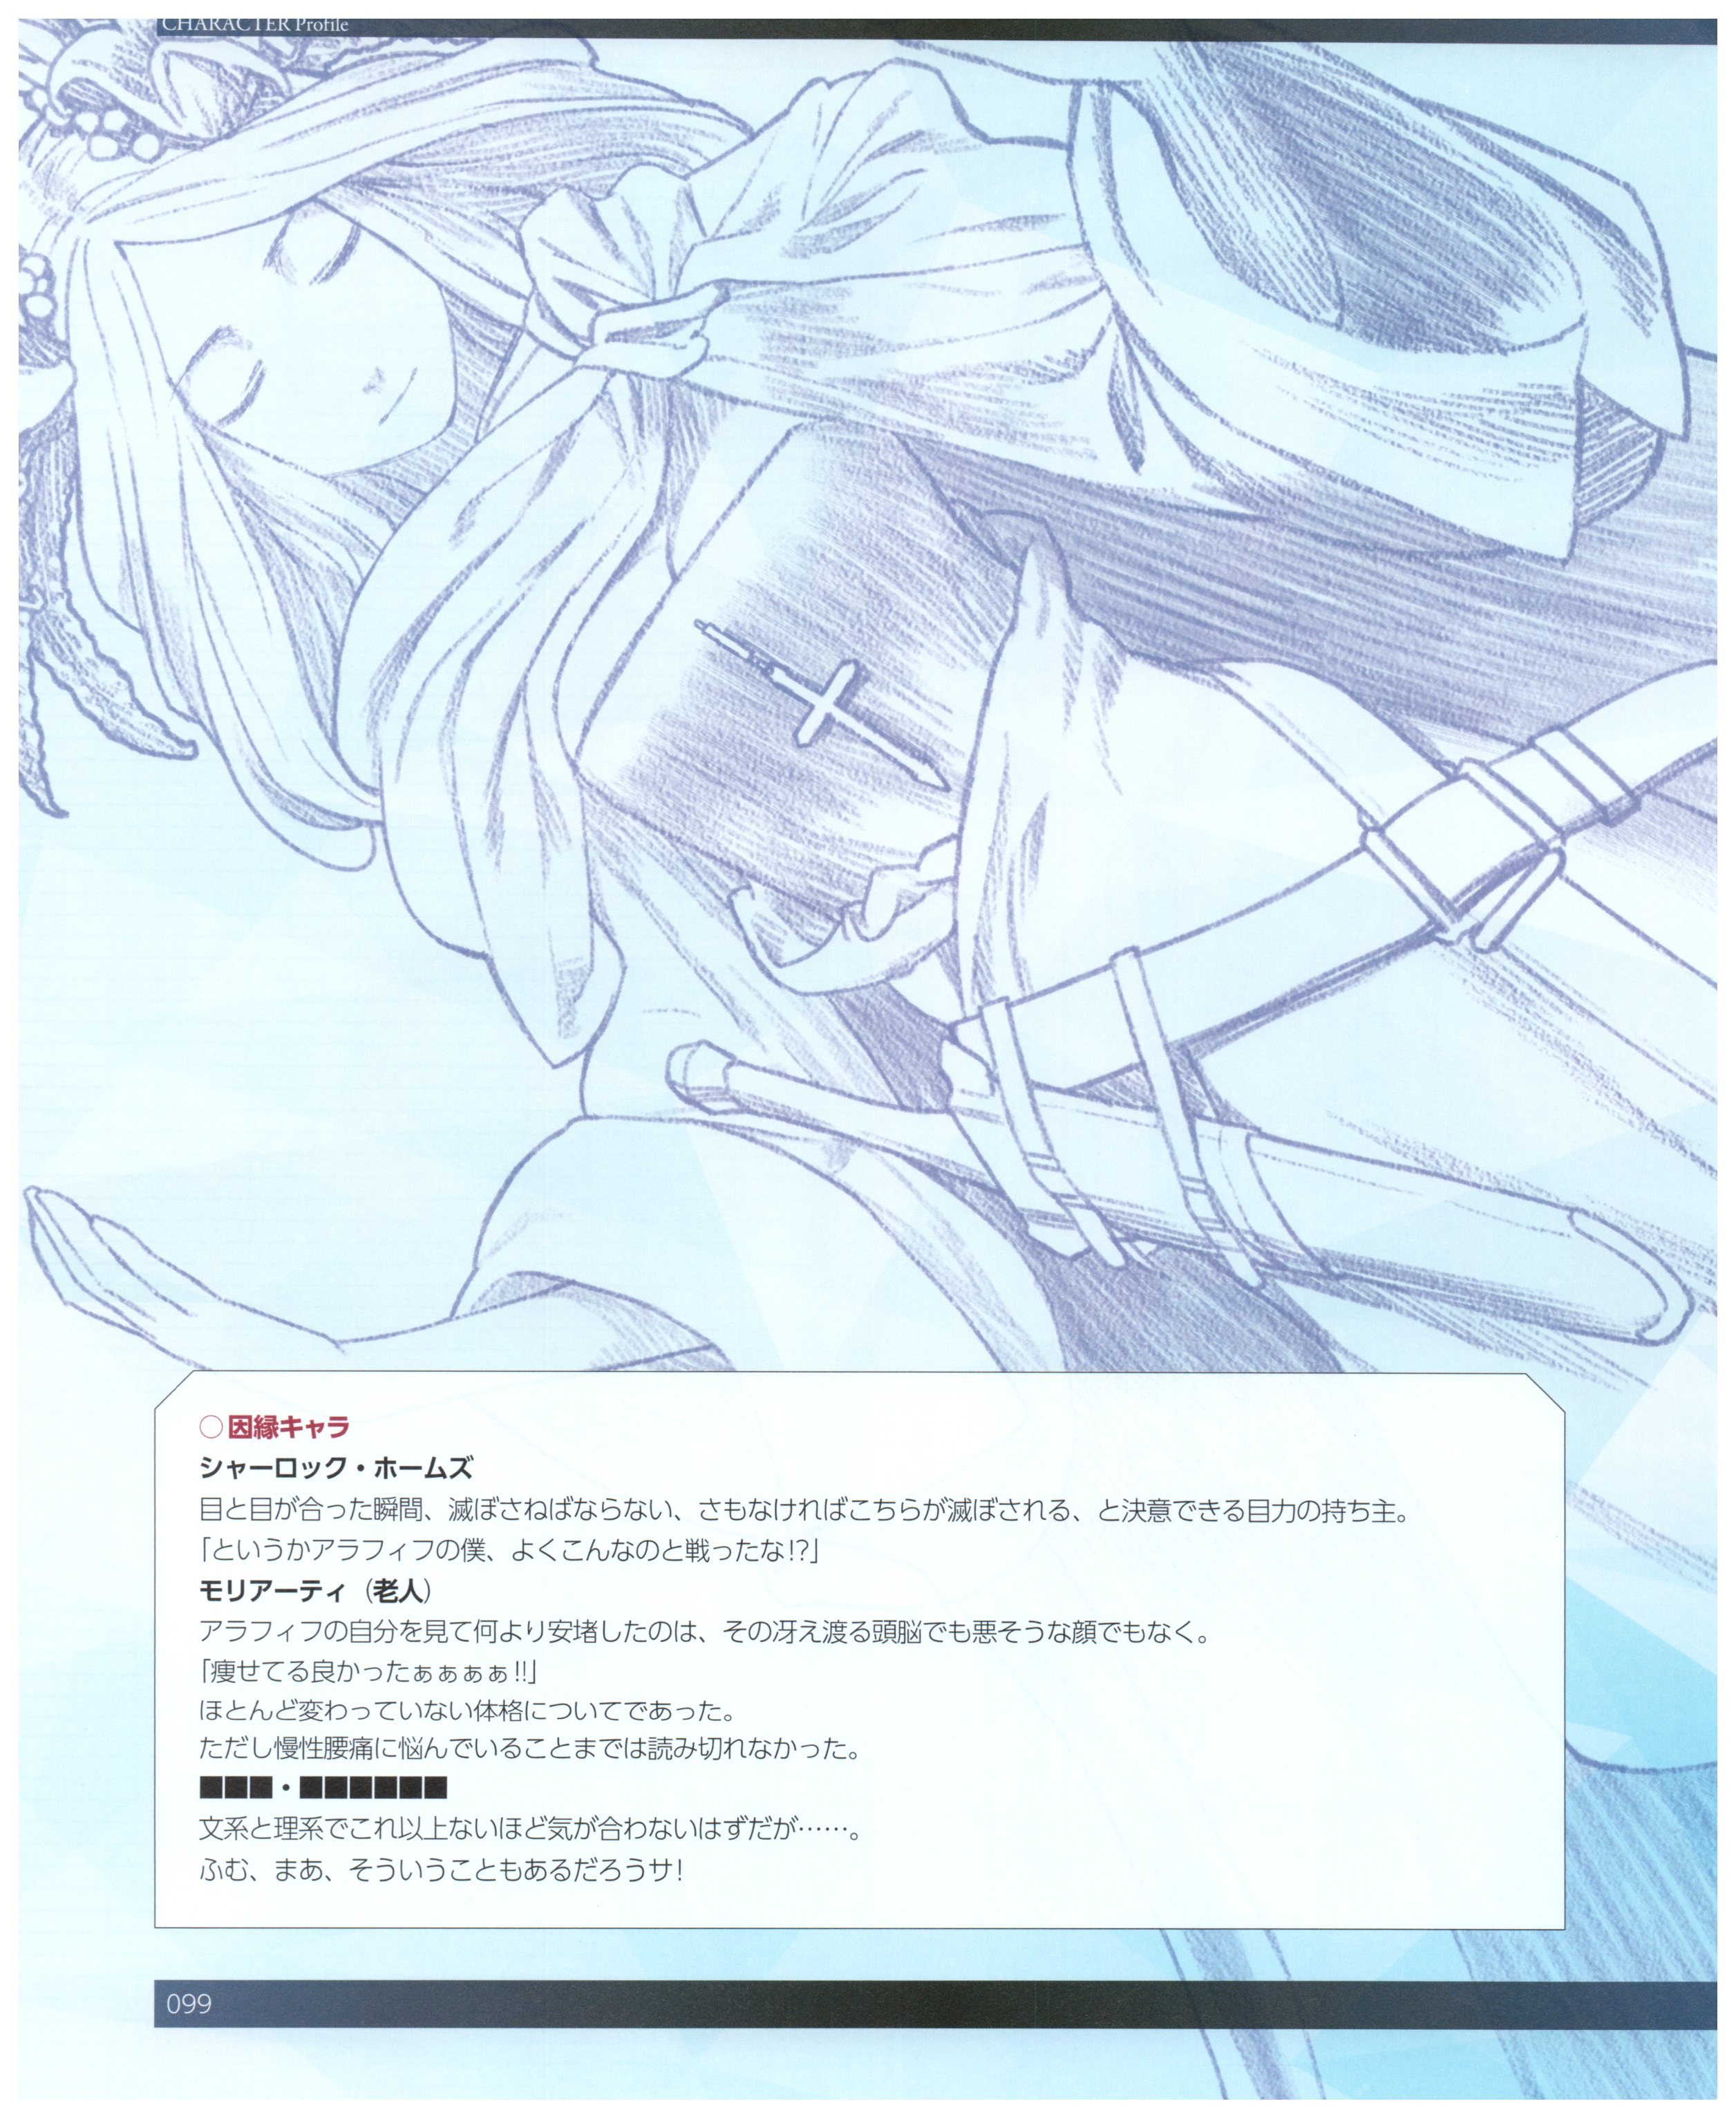 CHARACTER Profile
○因縁キャラ
シャーロック・ホームズ
目と目が合った瞬間、滅ぼさねばならない、さもなければこちらが滅ぼされる、と決意できる目力の持ち主。
「というかアラフィフの僕、よくこんなのと戦ったな!?」
モリアーティ（老人）
アラフィフの自分を見て何より安堵したのは、その冴え渡る頭脳でも悪そうな顔でもなく。
「痩せてる良かったぁぁぁぁ!!」
ほとんど変わっていない体格についてであった。
ただし慢性腰痛に悩んでいることまでは読み切れなかった。
■■■・■■■■■■
文系と理系でこれ以上ないほど気が合わないはずだが……。
ふむ、まあ、そういうこともあるだろうサ！
099